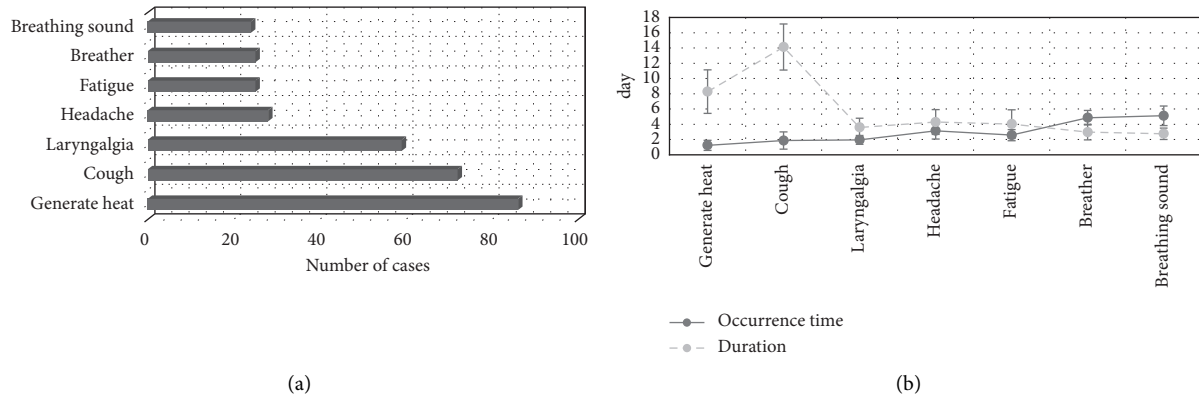 Breathing sound
Breather
Fatigue
Headache
Laryngalgia
Cough
Generate heat
0 20 40 60 80 100
Number of cases
(a)
18
16
14
12
10
8
6
4
2
0
day
Generate heat
Cough
Laryngalgia
Headache
Fatigue
Breather
Breathing sound
Occurrence time
Duration
(b)